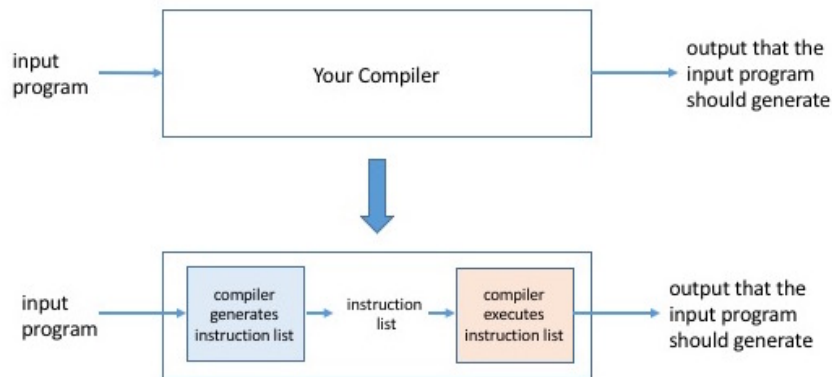 input
program
Your Compiler
output that the
input program
should generate
input
program
compiler
generates
instruction list
instruction
list
compiler
executes
instruction list
output that the
input program
should generate